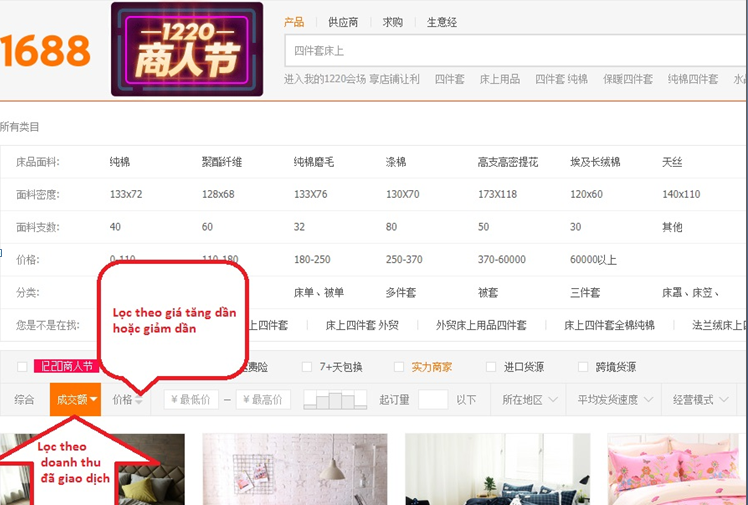 1688
1220
商人节
产品 供应商 求购 生意经
四件套床上
进入我的1220会场 享店铺让利 四件套 床上用品 四件套 纯棉 保暖四件套 纯棉四件套
所有类目
床品面料: 纯棉 聚酯纤维 纯棉磨毛 涤棉 高支高密提花 埃及长绒棉 天丝
面料密度: 133x72 128x68 133X76 130X70 173X118 120x60 140x110
面料支数: 40 60 32 80 50 30 其他
价格: 0-110 110-180 180-250 250-370 370-60000 60000以上
分类: 床单、被单 多件套 被套 三件套 床罩、床笠、
您是不是在找: 上四件套 床上四件套 外贸 外贸床上用品四件套 床上四件套全棉纯棉 法兰绒床上
Lọc theo giá tăng dần
hoặc giảm dần
1220商人节 运费险 7+天包换 实力商家 进口货源 跨境货源
综合 成交额 价格 ¥ 最低价 – ¥ 最高价 起订量 以下 所在地区 平均发货速度 经营模式
Lọc theo
doanh thu
đã giao dịch